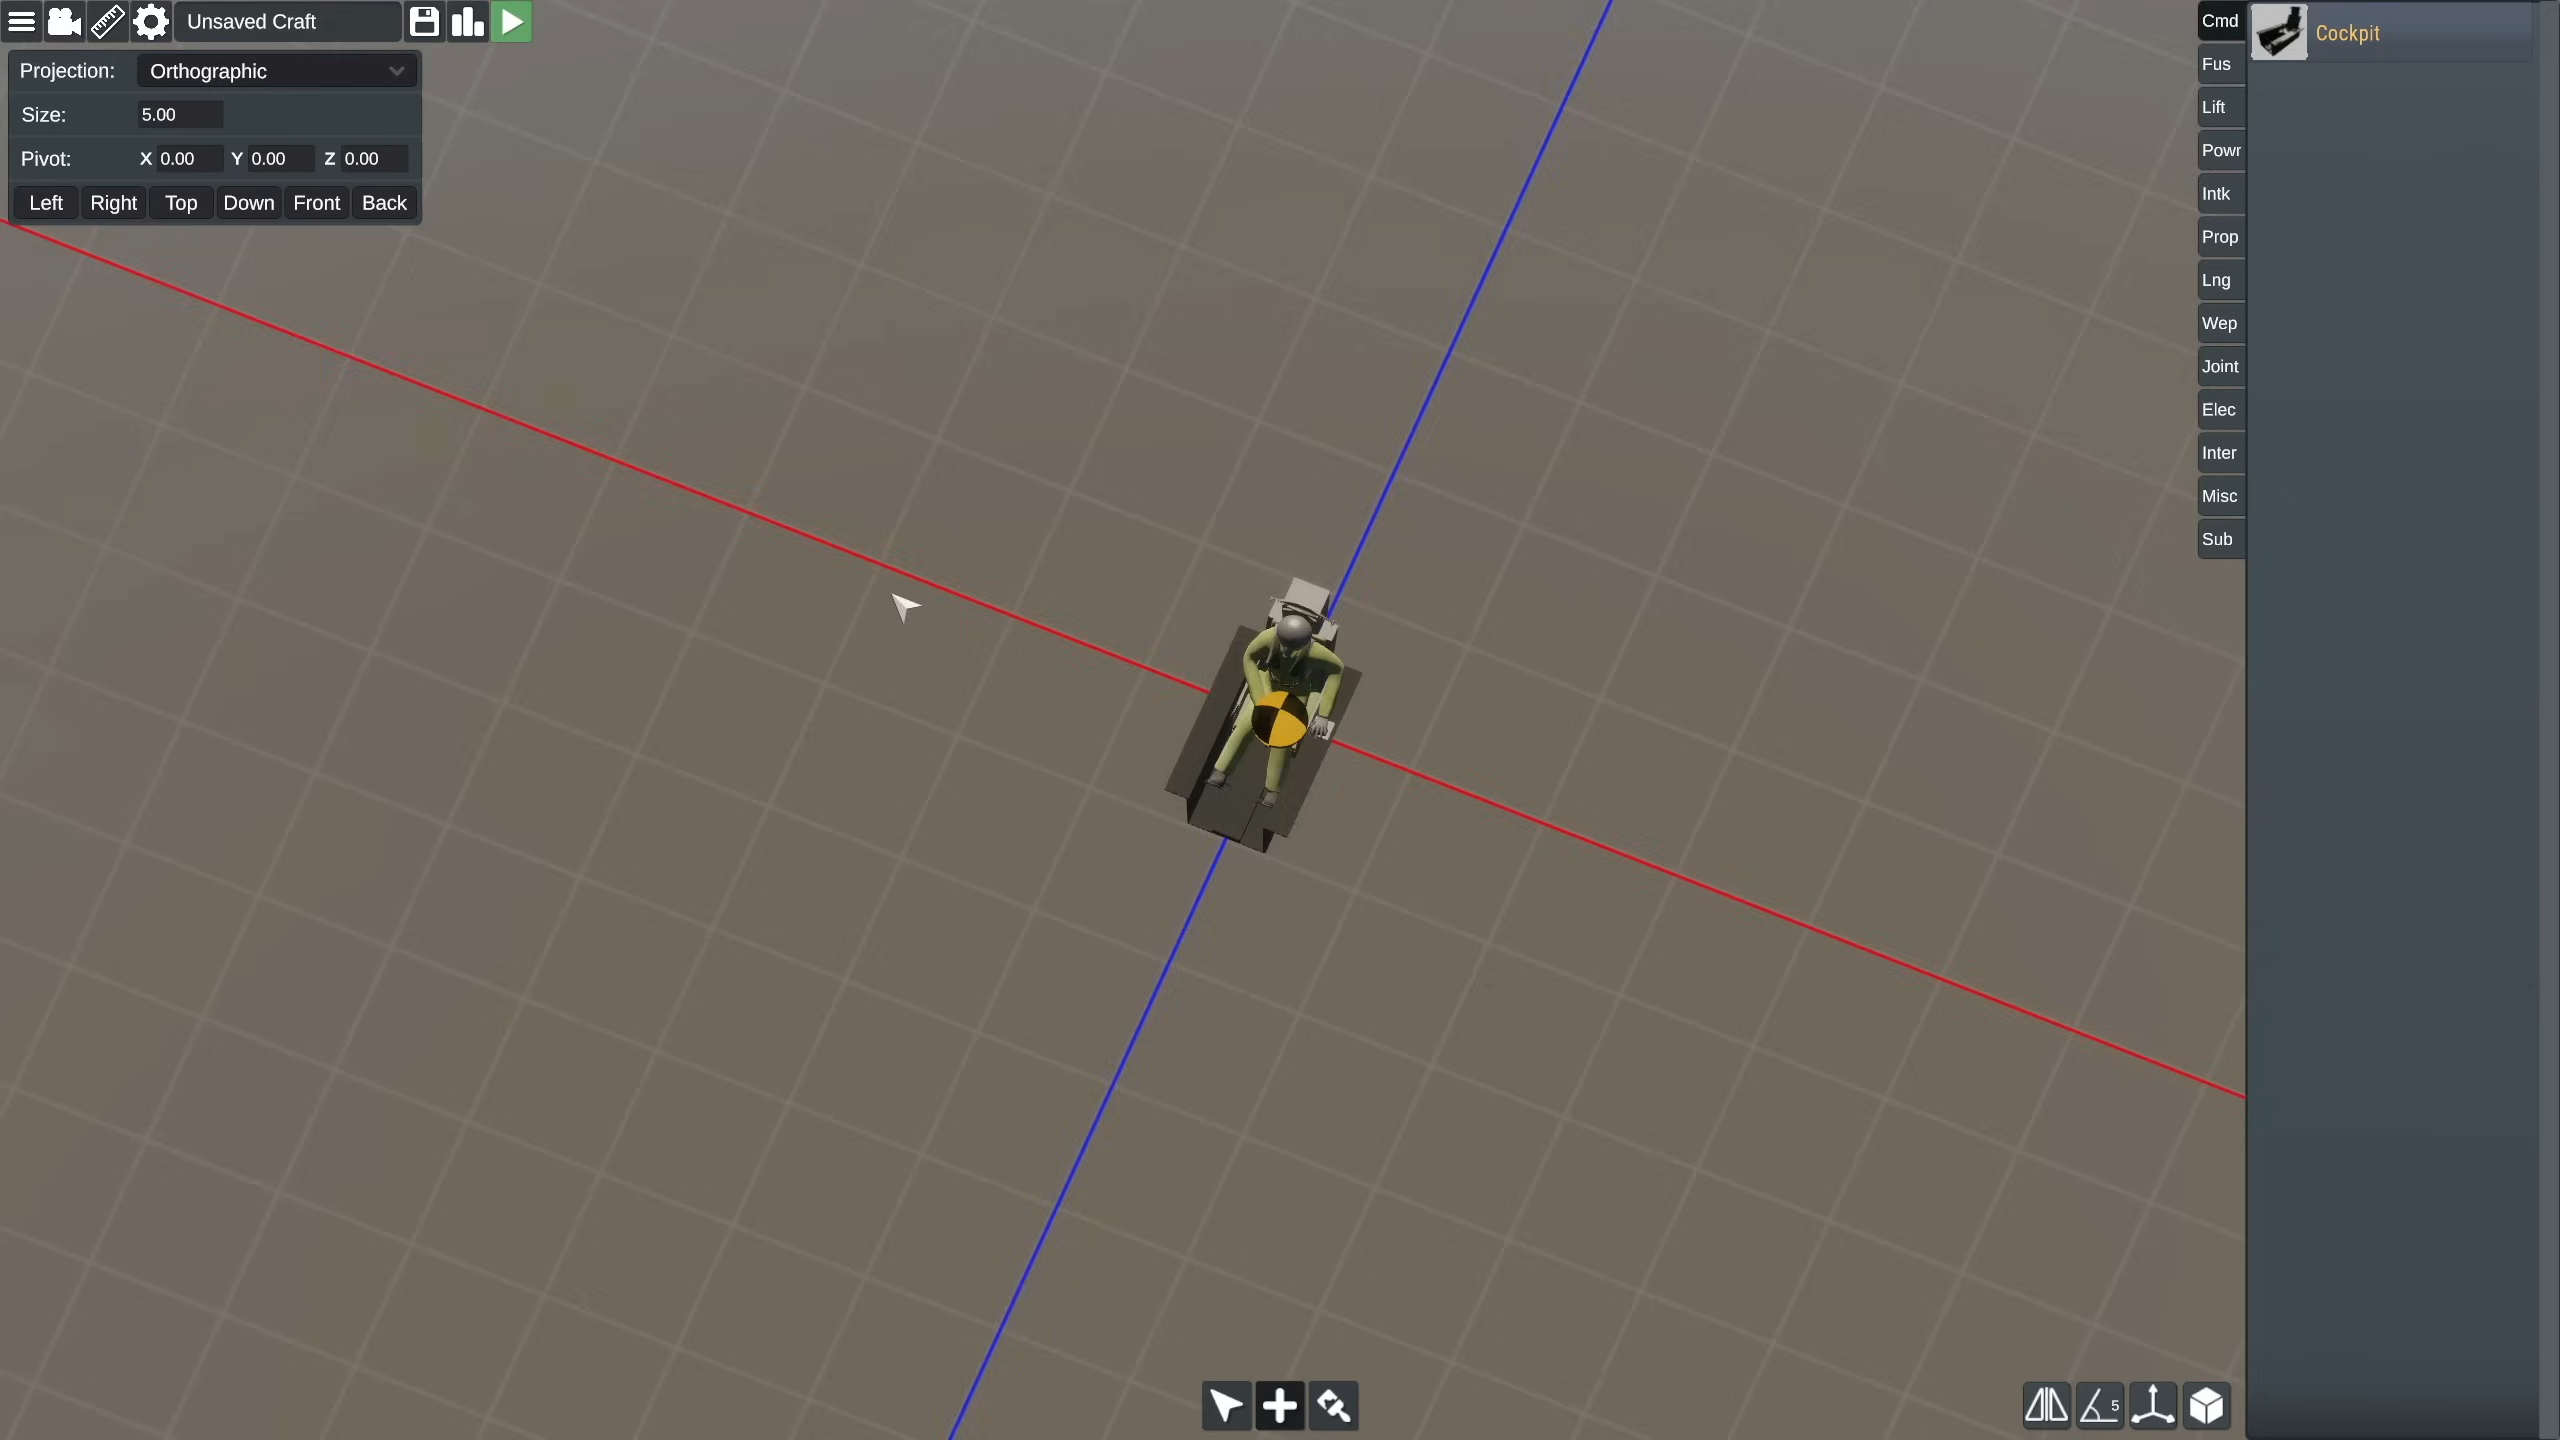 Unsaved Craft
Projection: Orthographic
Size: 5.00
Pivot: X 0.00 Y 0.00 Z 0.00
Left Right Top Down Front Back
Cmd
Fus
Lift
Powr
Intk
Prop
Lng
Wep
Joint
Elec
Inter
Misc
Sub
Cockpit
5